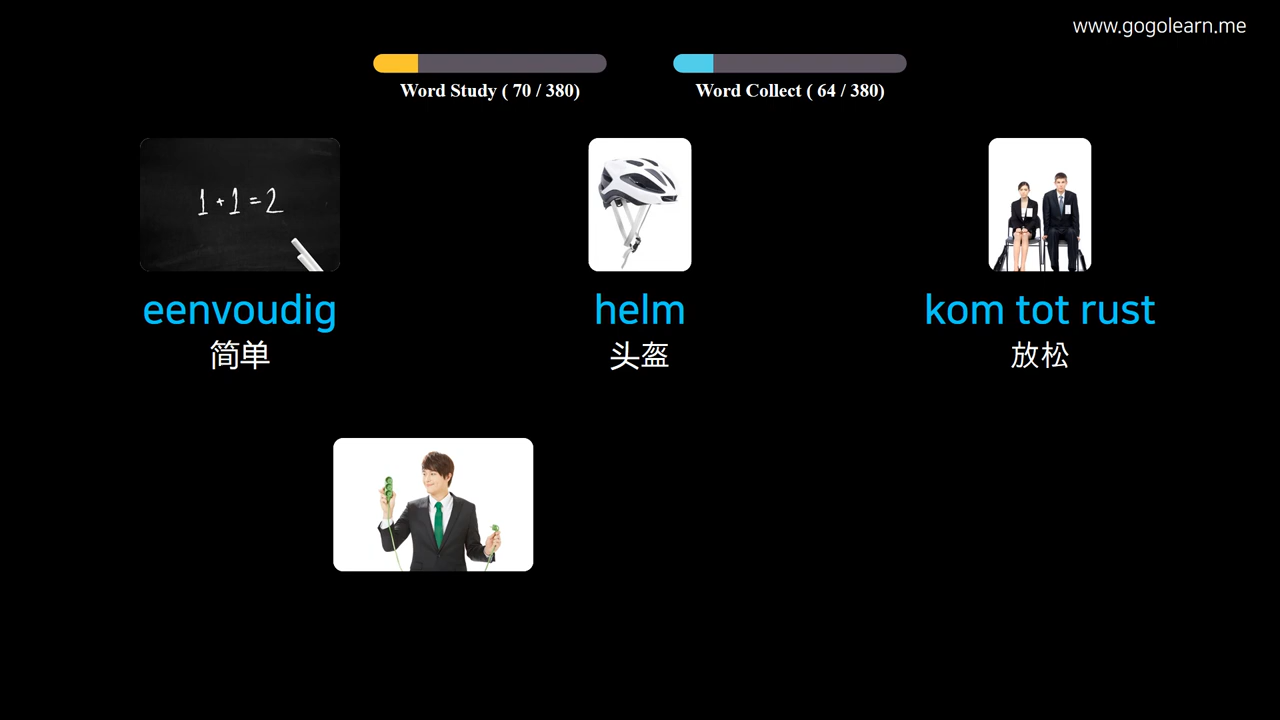 www.gogolearn.me
Word Study ( 70 / 380)
Word Collect ( 64 / 380)
1 + 1 = 2
eenvoudig
简单
helm
头盔
kom tot rust
放松